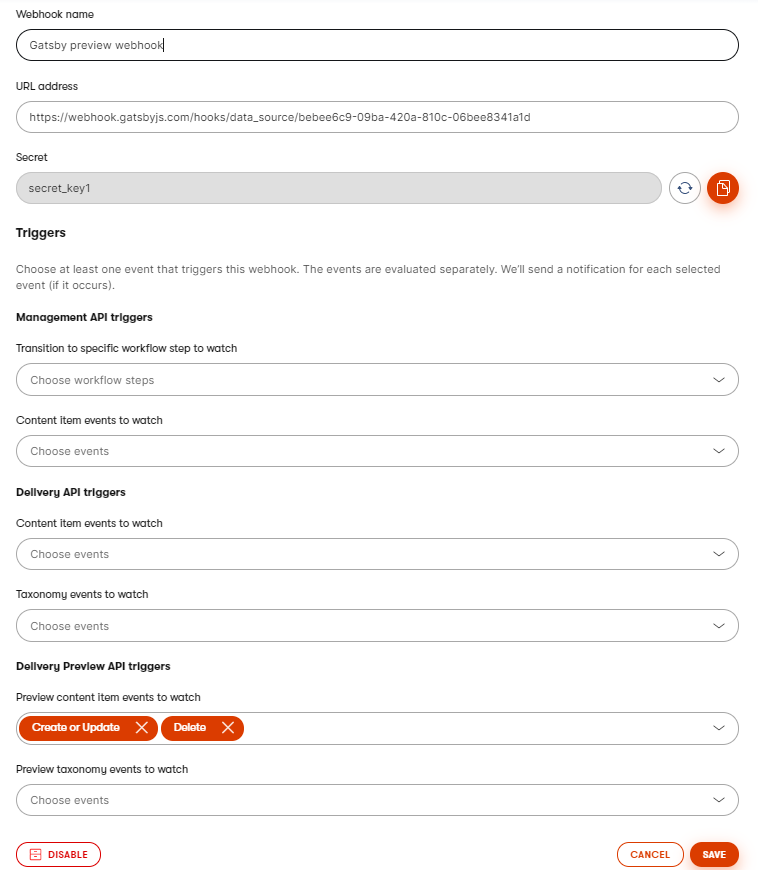 Webhook name
Gatsby preview webhook
URL address
https://webhook.gatsbyjs.com/hooks/data_source/bebee6c9-09ba-420a-810c-06bee8341a1d
Secret
secret_key1
Triggers
Choose at least one event that triggers this webhook. The events are evaluated separately. We'll send a notification for each selected
event (if it occurs).
Management API triggers
Transition to specific workflow step to watch
Choose workflow steps
Content item events to watch
Choose events
Delivery API triggers
Content item events to watch
Choose events
Taxonomy events to watch
Choose events
Delivery Preview API triggers
Preview content item events to watch
Create or Update Delete
Preview taxonomy events to watch
Choose events
DISABLE CANCEL SAVE